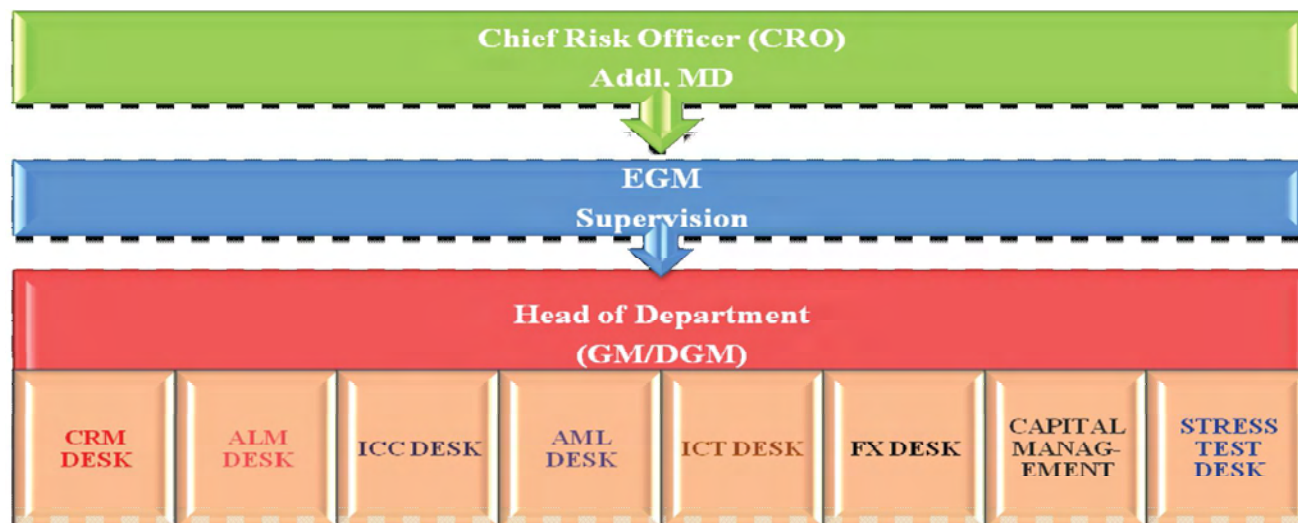 Chief Risk Officer (CRO)
Addl. MD
EGM
Supervision
Head of Department
(GM/DGM)
CRM
DESK
ALM
DESK
ICC DESK
AML
DESK
ICT DESK
FX DESK
CAPITAL
MANAG-
EMENT
STRESS
TEST
DESK